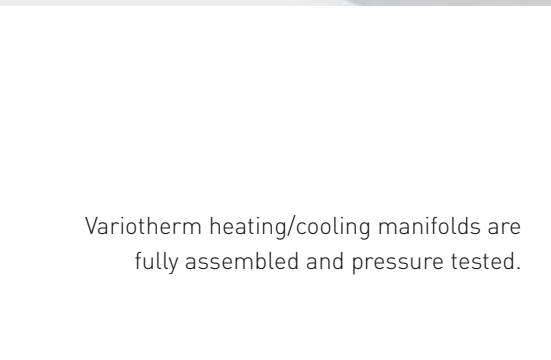 Variotherm heating/cooling manifolds are
fully assembled and pressure tested.